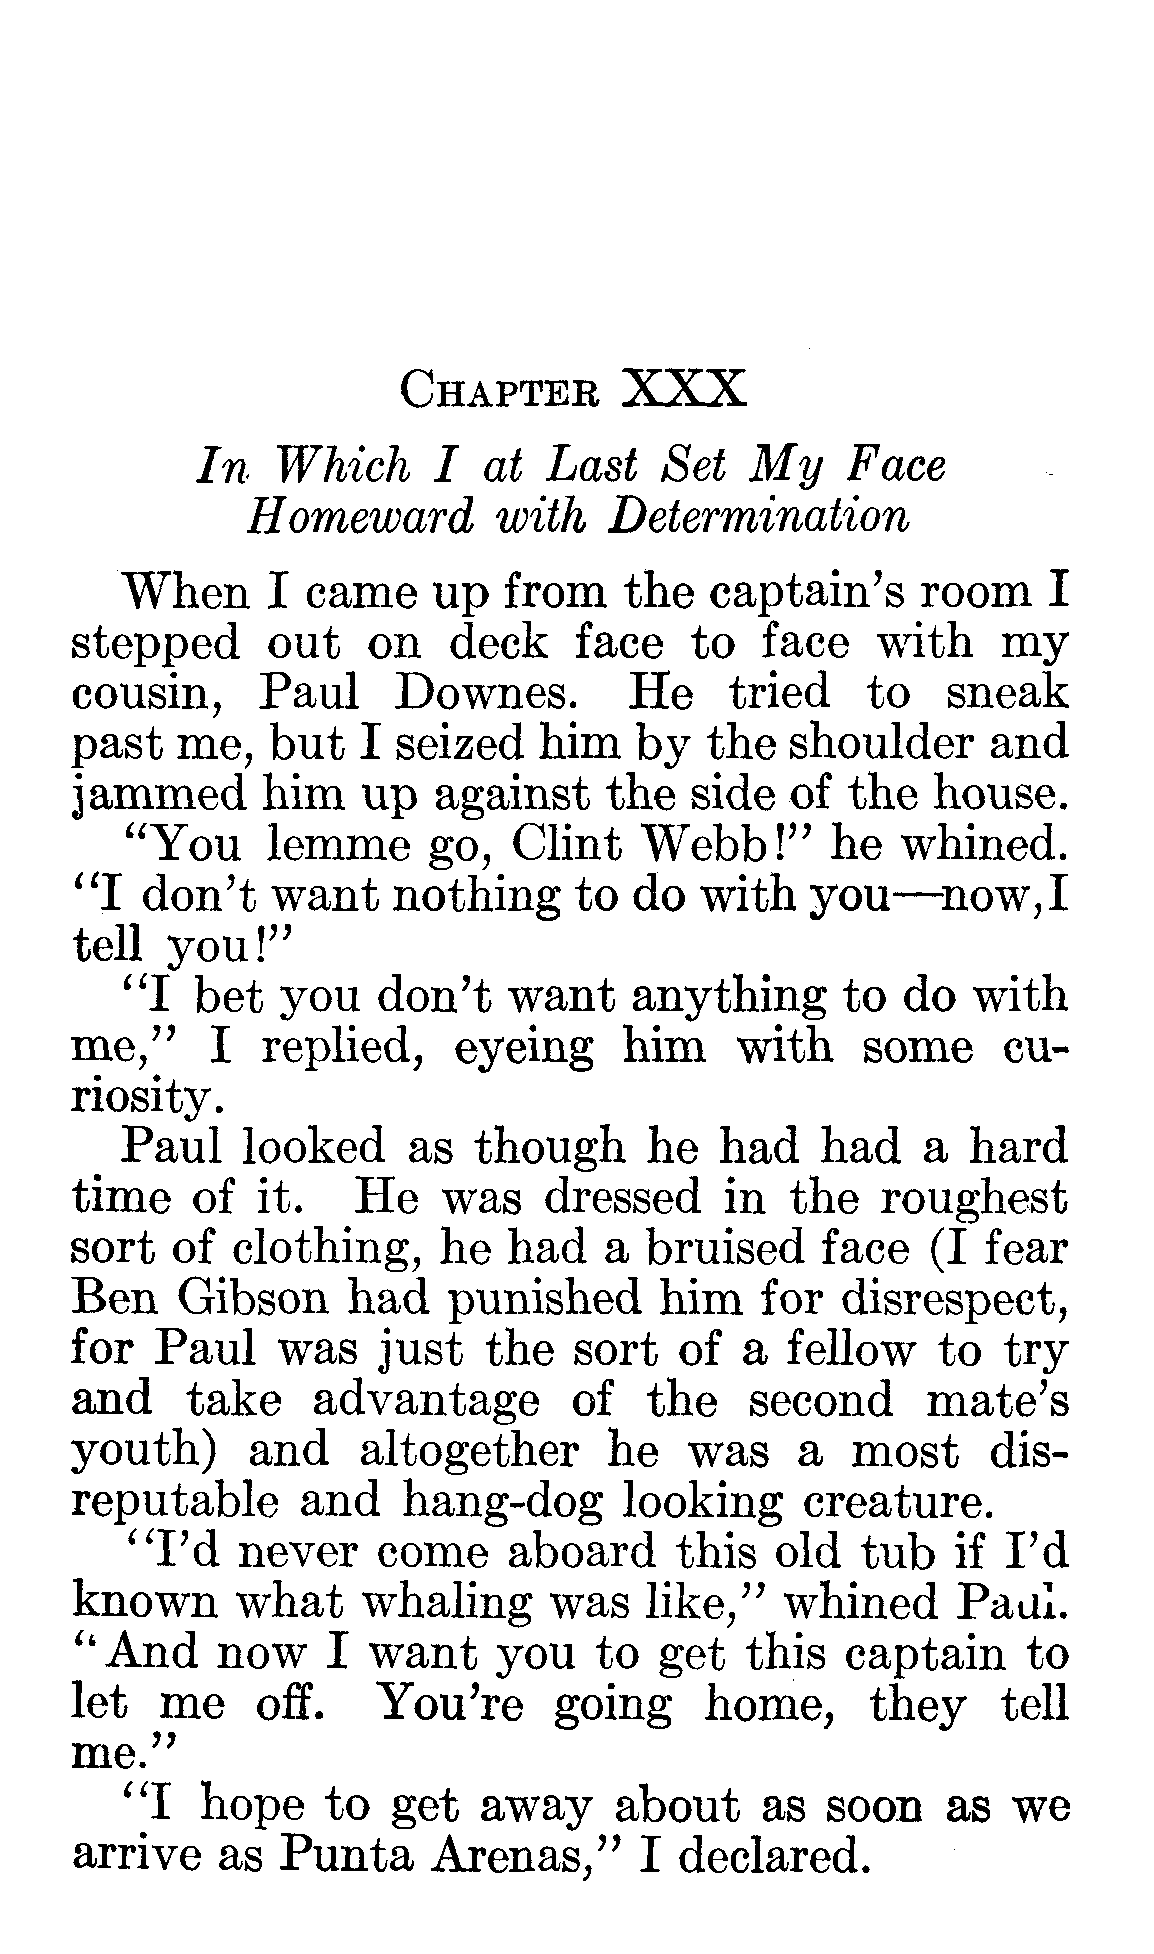 CHAPTER XXX
In Which I at Last Set My Face
Homeward with Determination
When I came up from the captain's room I
stepped out on deck face to face with my
cousin, Paul Downes. He tried to sneak
past me, but I seized him by the shoulder and
jammed him up against the side of the house.
“You lemme go, Clint Webb!” he whined.
“I don't want nothing to do with you—now, I
tell you!”
“I bet you don't want anything to do with
me,” I replied, eyeing him with some cu-
riosity.
Paul looked as though he had had a hard
time of it. He was dressed in the roughest
sort of clothing, he had a bruised face (I fear
Ben Gibson had punished him for disrespect,
for Paul was just the sort of a fellow to try
and take advantage of the second mate's
youth) and altogether he was a most dis-
reputable and hang-dog looking creature.
“I'd never come aboard this old tub if I'd
known what whaling was like,” whined Paul.
“And now I want you to get this captain to
let me off. You're going home, they tell
me.”
“I hope to get away about as soon as we
arrive as Punta Arenas,” I declared.